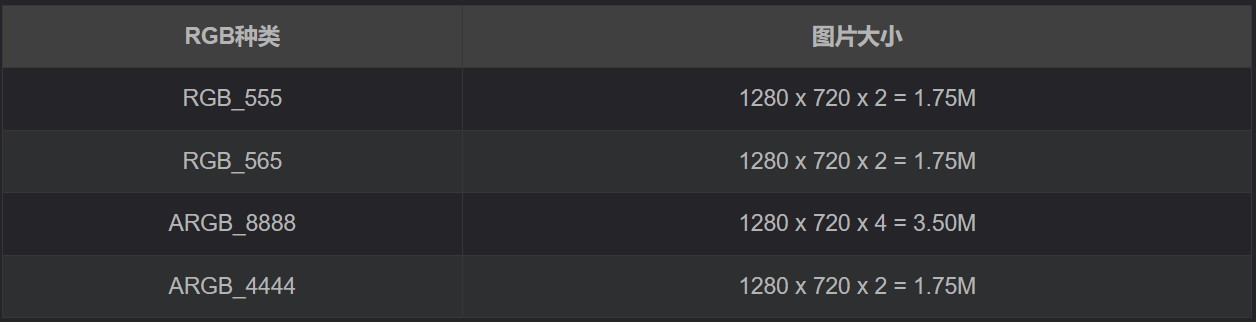 RGB种类 图片大小
RGB_555 1280 x 720 x 2 = 1.75M
RGB_565 1280 x 720 x 2 = 1.75M
ARGB_8888 1280 x 720 x 4 = 3.50M
ARGB_4444 1280 x 720 x 2 = 1.75M